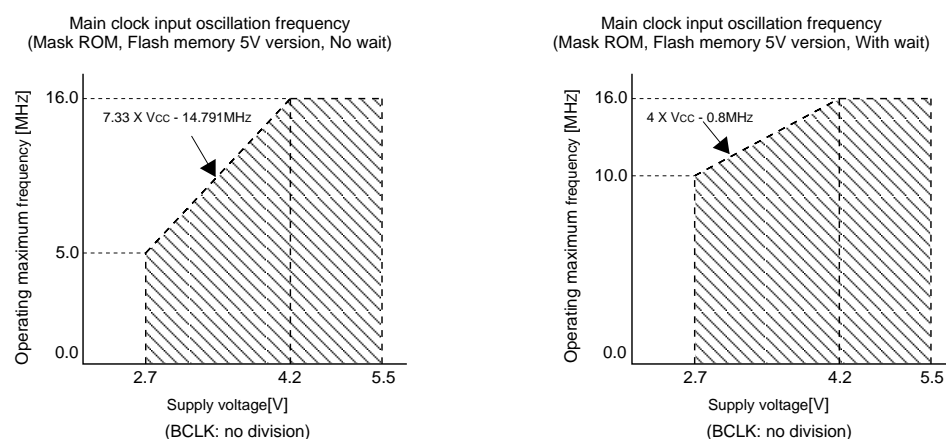 Main clock input oscillation frequency
(Mask ROM, Flash memory 5V version, No wait)
Operating maximum frequency [MHz]
16.0
7.33 X VCC - 14.791MHz
5.0
0.0
2.7
4.2
5.5
Supply voltage[V]
(BCLK: no division)
Main clock input oscillation frequency
(Mask ROM, Flash memory 5V version, With wait)
Operating maximum frequency [MHz]
16.0
4 X VCC - 0.8MHz
10.0
0.0
2.7
4.2
5.5
Supply voltage[V]
(BCLK: no division)